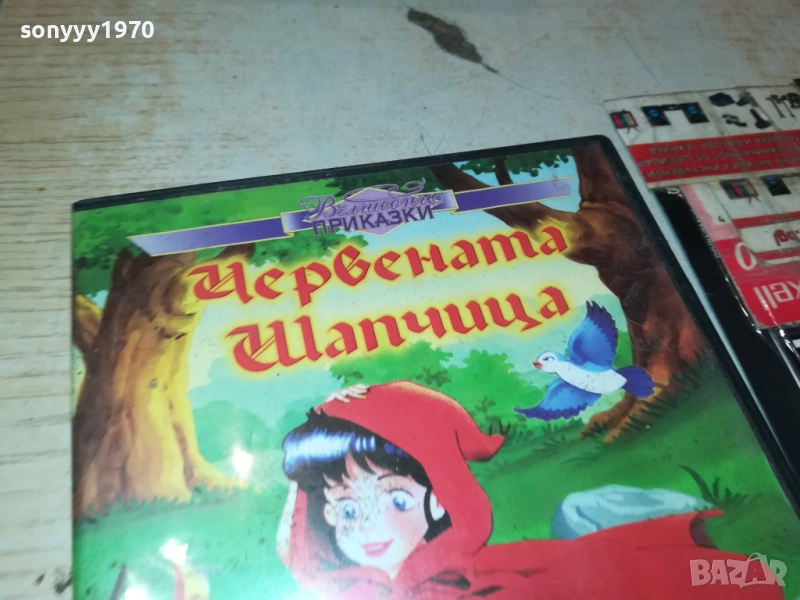 sonyyy1970
Вълшебни
ПРИКАЗКИ
Червената
Шапчица
BAZAR